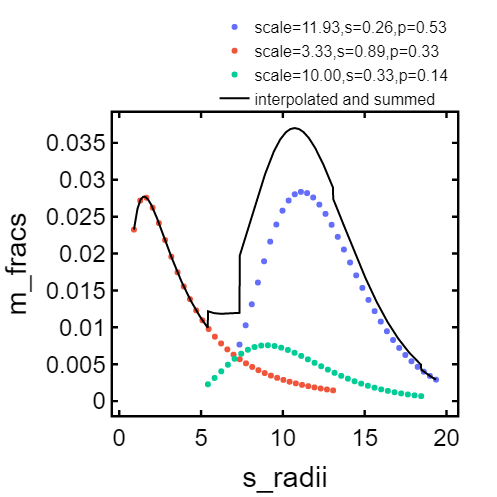 scale=11.93,s=0.26,p=0.53
scale=3.33,s=0.89,p=0.33
scale=10.00,s=0.33,p=0.14
interpolated and summed
0.035
0.03
0.025
0.02
0.015
0.01
0.005
0
m_fracs
0 5 10 15 20
s_radii